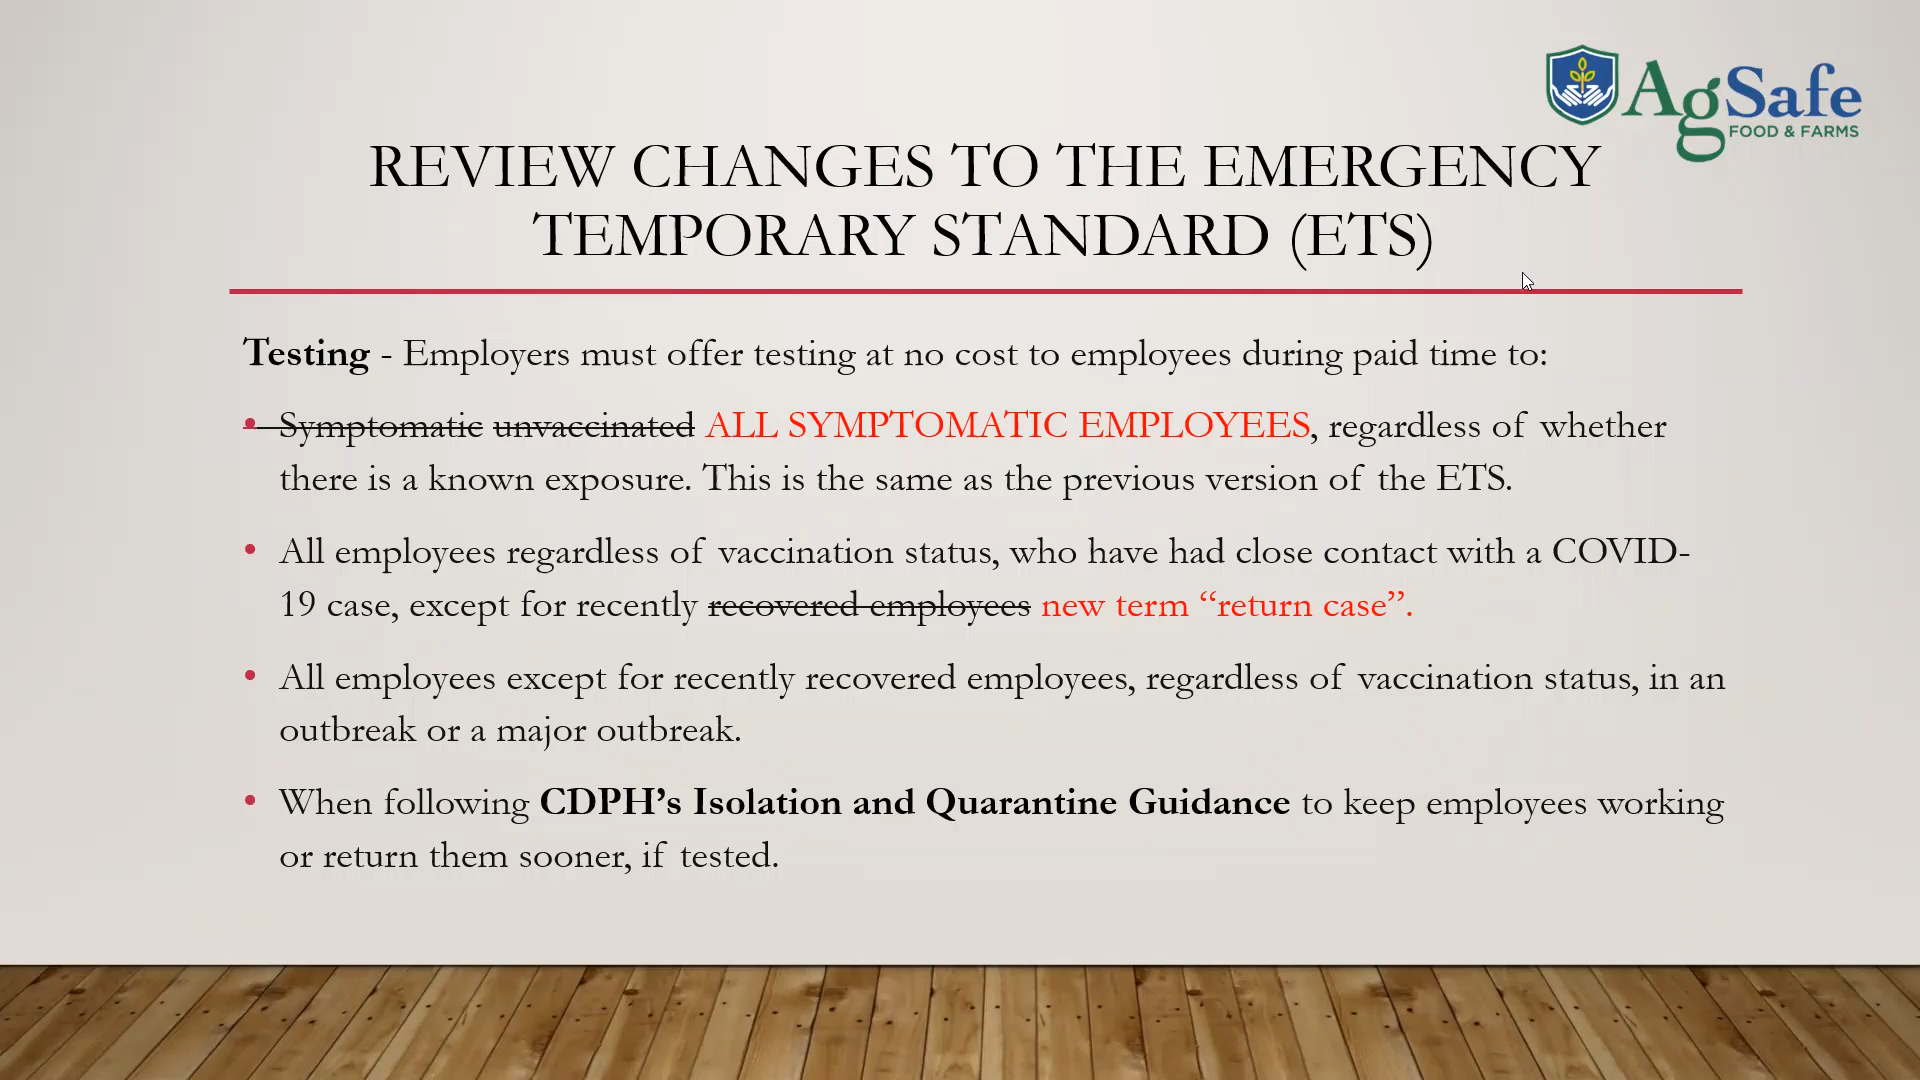 AgSafe
FOOD & FARMS
REVIEW CHANGES TO THE EMERGENCY
TEMPORARY STANDARD (ETS)
Testing - Employers must offer testing at no cost to employees during paid time to:
• Symptomatic unvaccinated ALL SYMPTOMATIC EMPLOYEES, regardless of whether
there is a known exposure. This is the same as the previous version of the ETS.
• All employees regardless of vaccination status, who have had close contact with a COVID-
19 case, except for recently recovered employees new term “return case”.
• All employees except for recently recovered employees, regardless of vaccination status, in an
outbreak or a major outbreak.
• When following CDPH’s Isolation and Quarantine Guidance to keep employees working
or return them sooner, if tested.